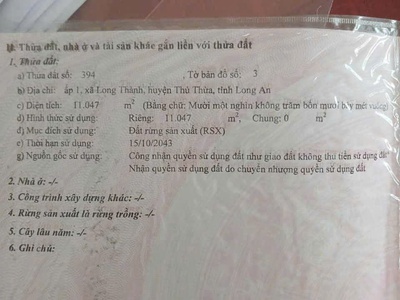 II. Thửa đất, nhà ở và tài sản khác gắn liền với thửa đất
1. Thửa đất:
a) Thửa đất số: 394 , Tờ bản đồ số: 3
b) Địa chỉ: ấp 1, xã Long Thành, huyện Thủ Thừa, tỉnh Long An
c) Diện tích: 11.047 m² (Bằng chữ: Mười một nghìn không trăm bốn mươi bảy mét vuông)
d) Hình thức sử dụng: Riêng: 11.047 m², Chung: 0 m²
đ) Mục đích sử dụng: Đất rừng sản xuất (RSX)
e) Thời hạn sử dụng: 15/10/2043
g) Nguồn gốc sử dụng: Công nhận quyền sử dụng đất như giao đất không thu tiền sử dụng đất
Nhận quyền sử dụng đất do chuyển nhượng quyền sử dụng đất
2. Nhà ở: -/-
3. Công trình xây dựng khác: -/-
4. Rừng sản xuất là rừng trồng: -/-
5. Cây lâu năm: -/-
6. Ghi chú: